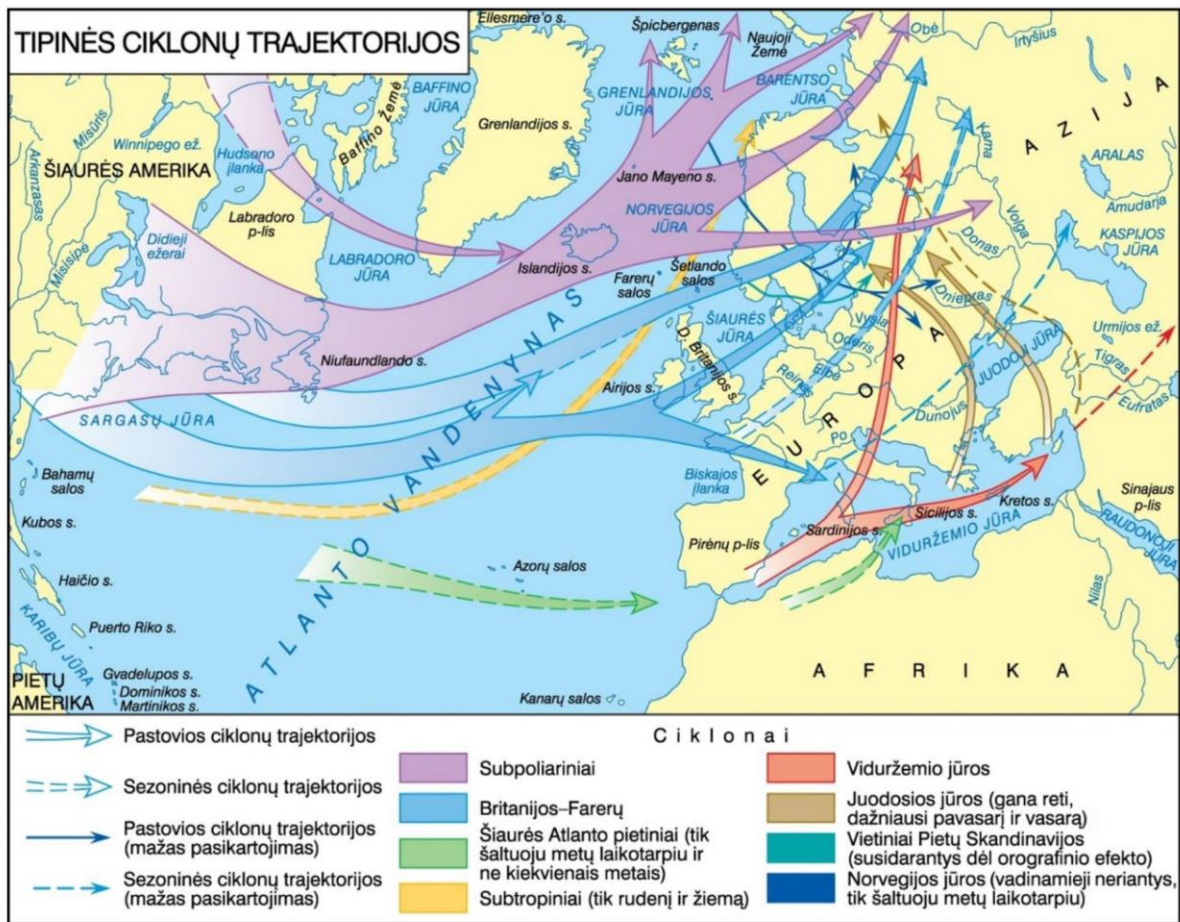 TIPINĖS CIKLONŲ TRAJEKTORIJOS
Ellesmere'o s.
Špicbergenas
Naujoji
Žemė
Obė
Irtyšius
BAFFINO
JŪRA
Baffino Žemė
GRENLANDIJOS
JŪRA
BARENTSO
JŪRA
Grenlandijos s.
Misūris
Winnipego ež.
Hudsono
įlanka
Arkanzasas
ŠIAURĖS AMERIKA
Misisipė
Labradoro
p-lis
Didieji
ežerai
LABRADORO
JŪRA
Jano Mayeno s.
NORVEGIJOS
JŪRA
Islandijos s.
Farerų
salos
Šetlando
salos
Kama
AZIJA
ARALAS
Amudarja
Volga
Donas
KASPIJOS
JŪRA
Dniepras
ŠIAURĖS
JŪRA
Vysla
Oderis
Elbė
Reinas
D. Britanijos s.
Airijos s.
Niufaundlando s.
SARGASŲ JŪRA
ATLANTO VANDENYNAS
EUROPA
Urmijos ež.
Tigras
Eufratas
JUODOJI JŪRA
Dunojus
Po
Biskajos
įlanka
Bahamų
salos
Kubos s.
Haičio s.
Puerto Riko s.
KARIBŲ JŪRA
Gvadelupos s.
Dominikos s.
Martinikos s.
PIETŲ
AMERIKA
Azorų salos
Kanarų salos
Pirėnų p-lis
Sardinijos s.
Sicilijos s.
Kretos s.
VIDURŽEMIO JŪRA
Sinajaus
p-lis
RAUDONOJI
JŪRA
Nilas
AFRIKA
Pastovios ciklonų trajektorijos
Sezoninės ciklonų trajektorijos
Pastovios ciklonų trajektorijos
(mažas pasikartojimas)
Sezoninės ciklonų trajektorijos
(mažas pasikartojimas)
Ciklonai
Subpoliariniai
Britanijos–Farerų
Šiaurės Atlanto pietiniai (tik
šaltuoju metų laikotarpiu ir
ne kiekvienais metais)
Subtropiniai (tik rudenį ir žiemą)
Viduržemio jūros
Juodosios jūros (gana reti,
dažniausi pavasarį ir vasarą)
Vietiniai Pietų Skandinavijos
(susidarantys dėl orografinio efekto)
Norvegijos jūros (vadinamieji neriantys,
tik šaltuoju metų laikotarpiu)